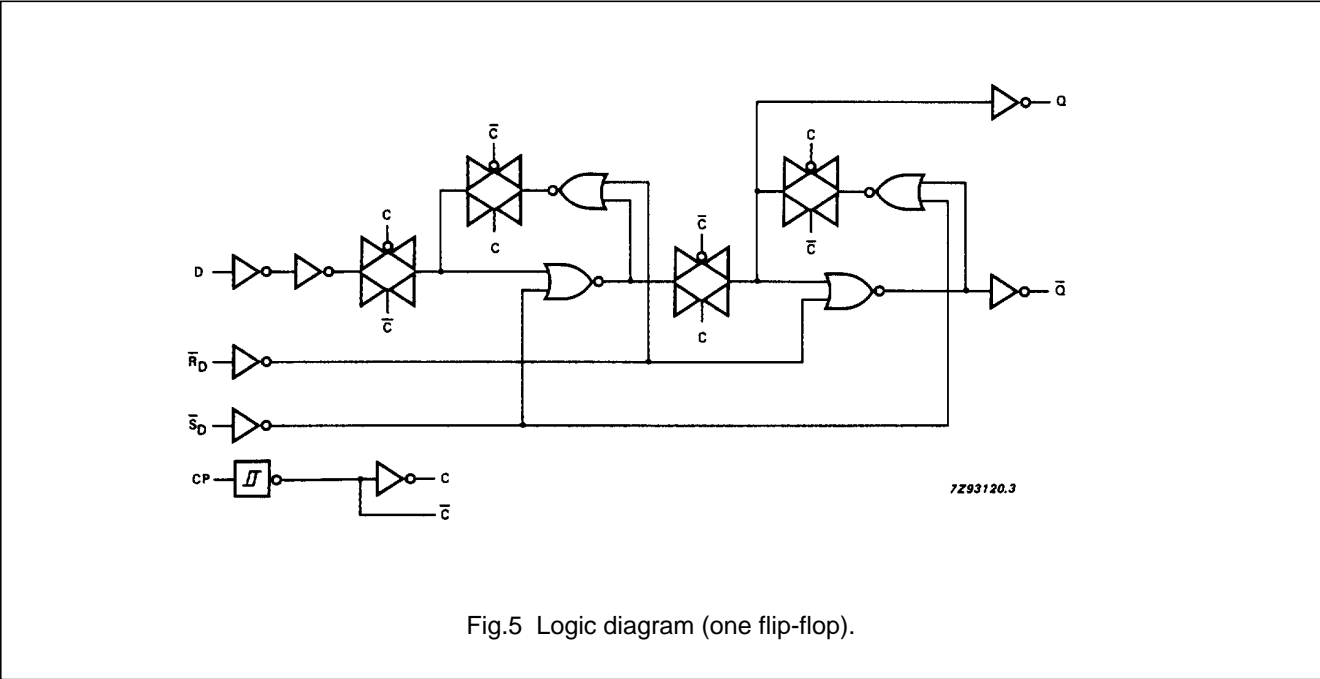 Q
C̅
C
C
C̅
C
C
C̅
D
C̅
C
Q̅
R̅D
S̅D
CP
C
C̅
7Z93120.3
Fig.5 Logic diagram (one flip-flop).